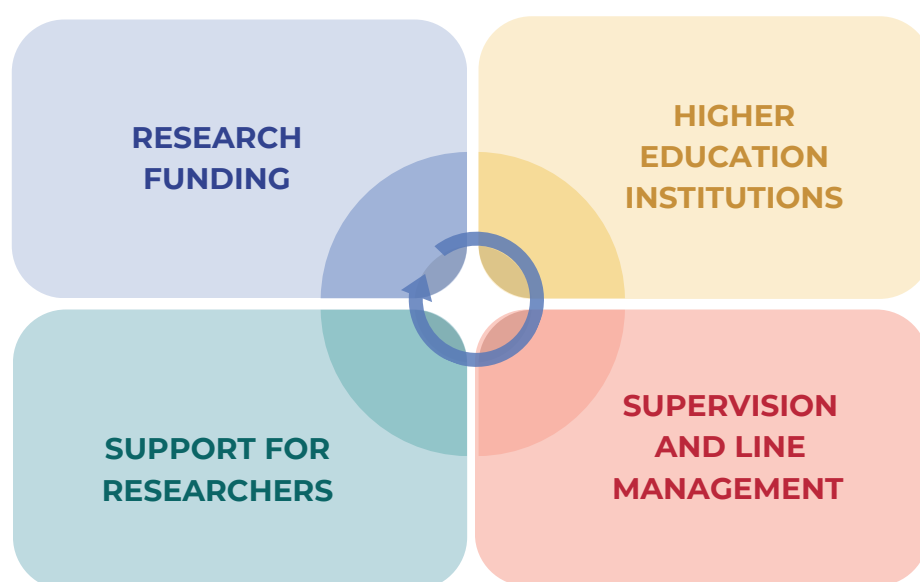 RESEARCH
FUNDING
HIGHER
EDUCATION
INSTITUTIONS
SUPPORT FOR
RESEARCHERS
SUPERVISION
AND LINE
MANAGEMENT